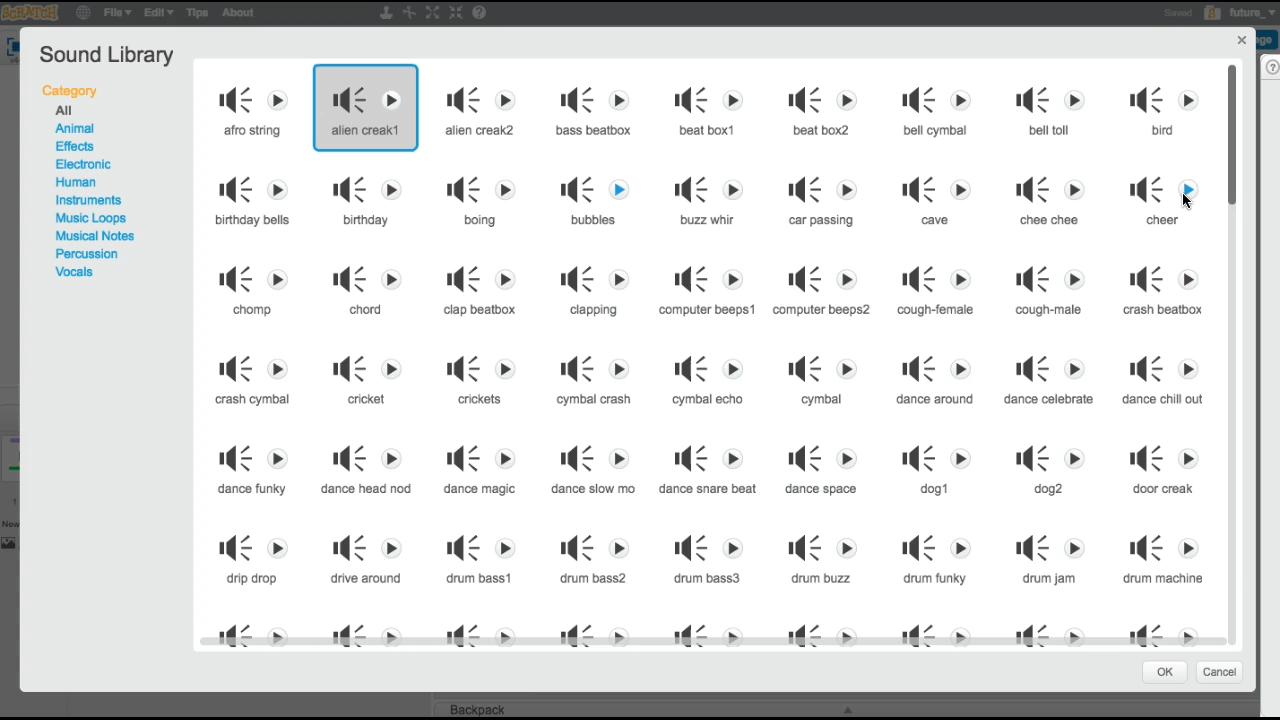 SCRATCH File Edit Tips About Saved future_
Sound Library
Category
All
Animal
Effects
Electronic
Human
Instruments
Music Loops
Musical Notes
Percussion
Vocals
afro string alien creak1 alien creak2 bass beatbox beat box1 beat box2 bell cymbal bell toll bird
birthday bells birthday boing bubbles buzz whir car passing cave chee chee cheer
chomp chord clap beatbox clapping computer beeps1 computer beeps2 cough-female cough-male crash beatbox
crash cymbal cricket crickets cymbal crash cymbal echo cymbal dance around dance celebrate dance chill out
dance funky dance head nod dance magic dance slow mo dance snare beat dance space dog1 dog2 door creak
drip drop drive around drum bass1 drum bass2 drum bass3 drum buzz drum funky drum jam drum machine
OK Cancel
New
Backpack